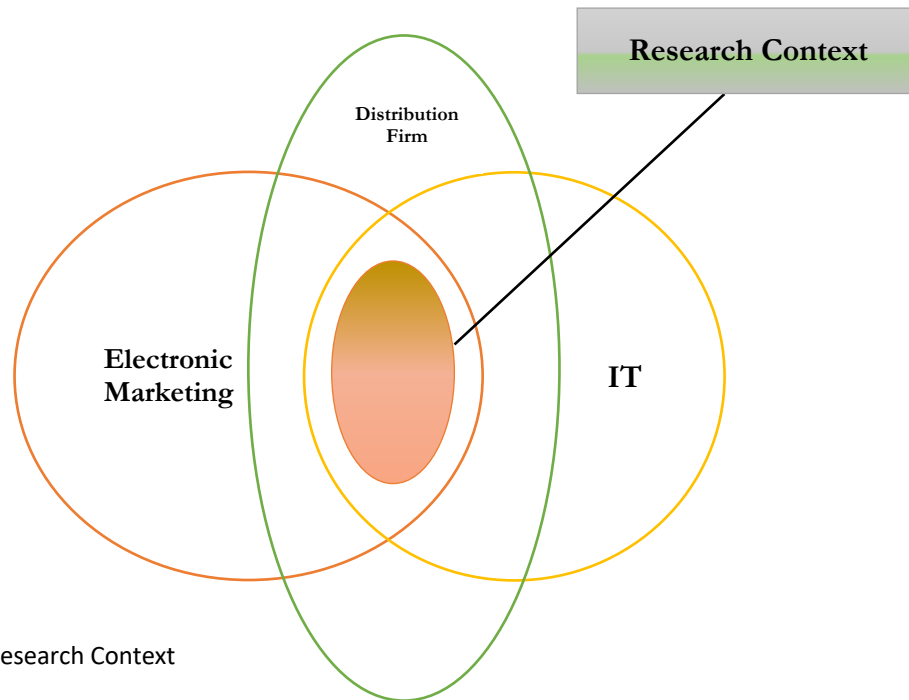 Research Context
Distribution
Firm
Electronic
Marketing
IT
esearch Context